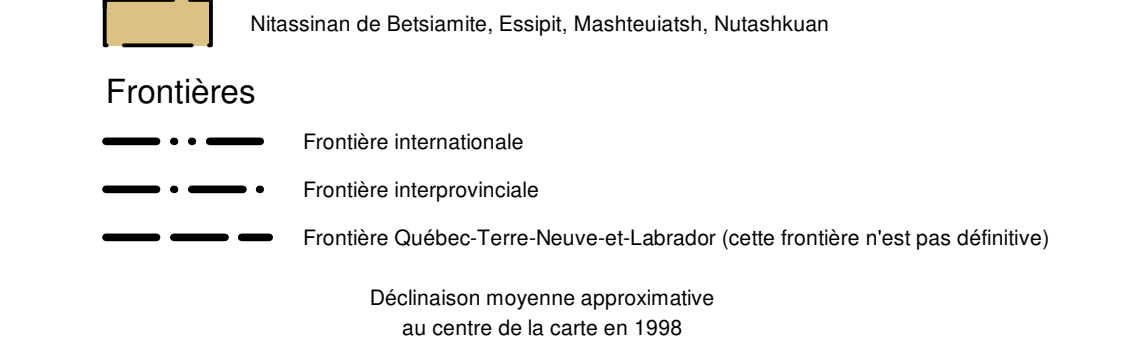 Nitassinan de Betsiamite, Essipit, Mashteuiatsh, Nutashkuan
Frontières
Frontière internationale
Frontière interprovinciale
Frontière Québec-Terre-Neuve-et-Labrador (cette frontière n'est pas définitive)
Déclinaison moyenne approximative
au centre de la carte en 1998